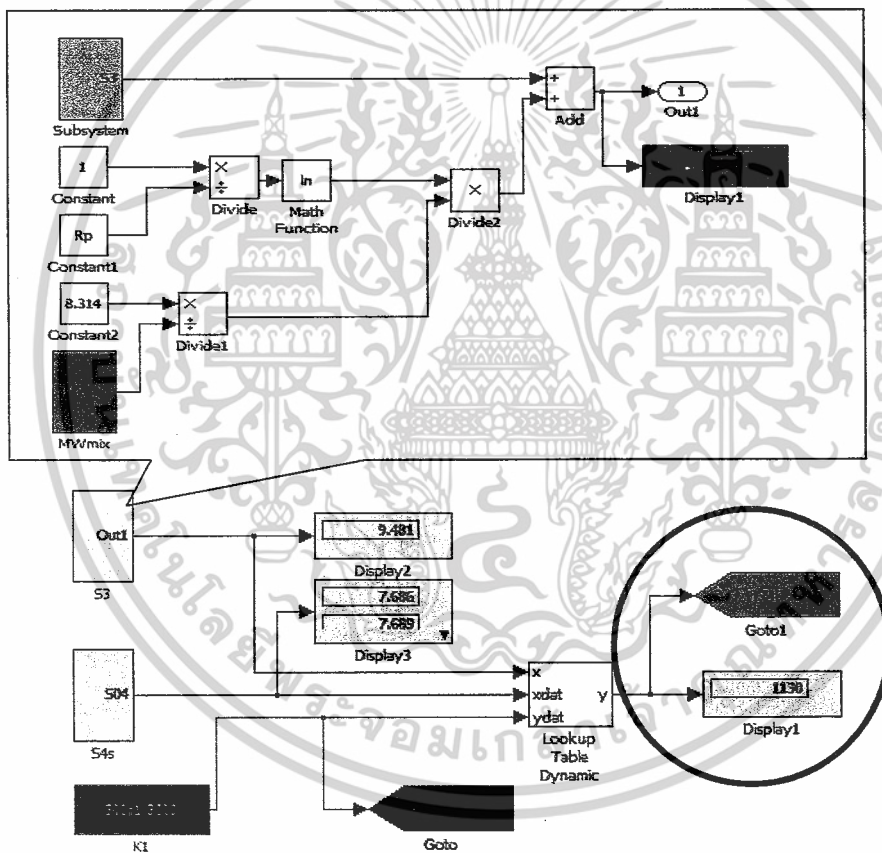 Subsystem
1
Constant
Rp
Constant1
8.314
Constant2
MWmix
×
÷
Divide
ln
Math
Function
×
÷
Divide1
×
Divide2
+
+
Add
1
Out1
Display1
Out1
S3
9.481
Display2
7.686
7.689
Display3
S04
S4s
x
xdat
ydat
y
Lookup
Table
Dynamic
Goto1
1130
Display1
K1
Goto